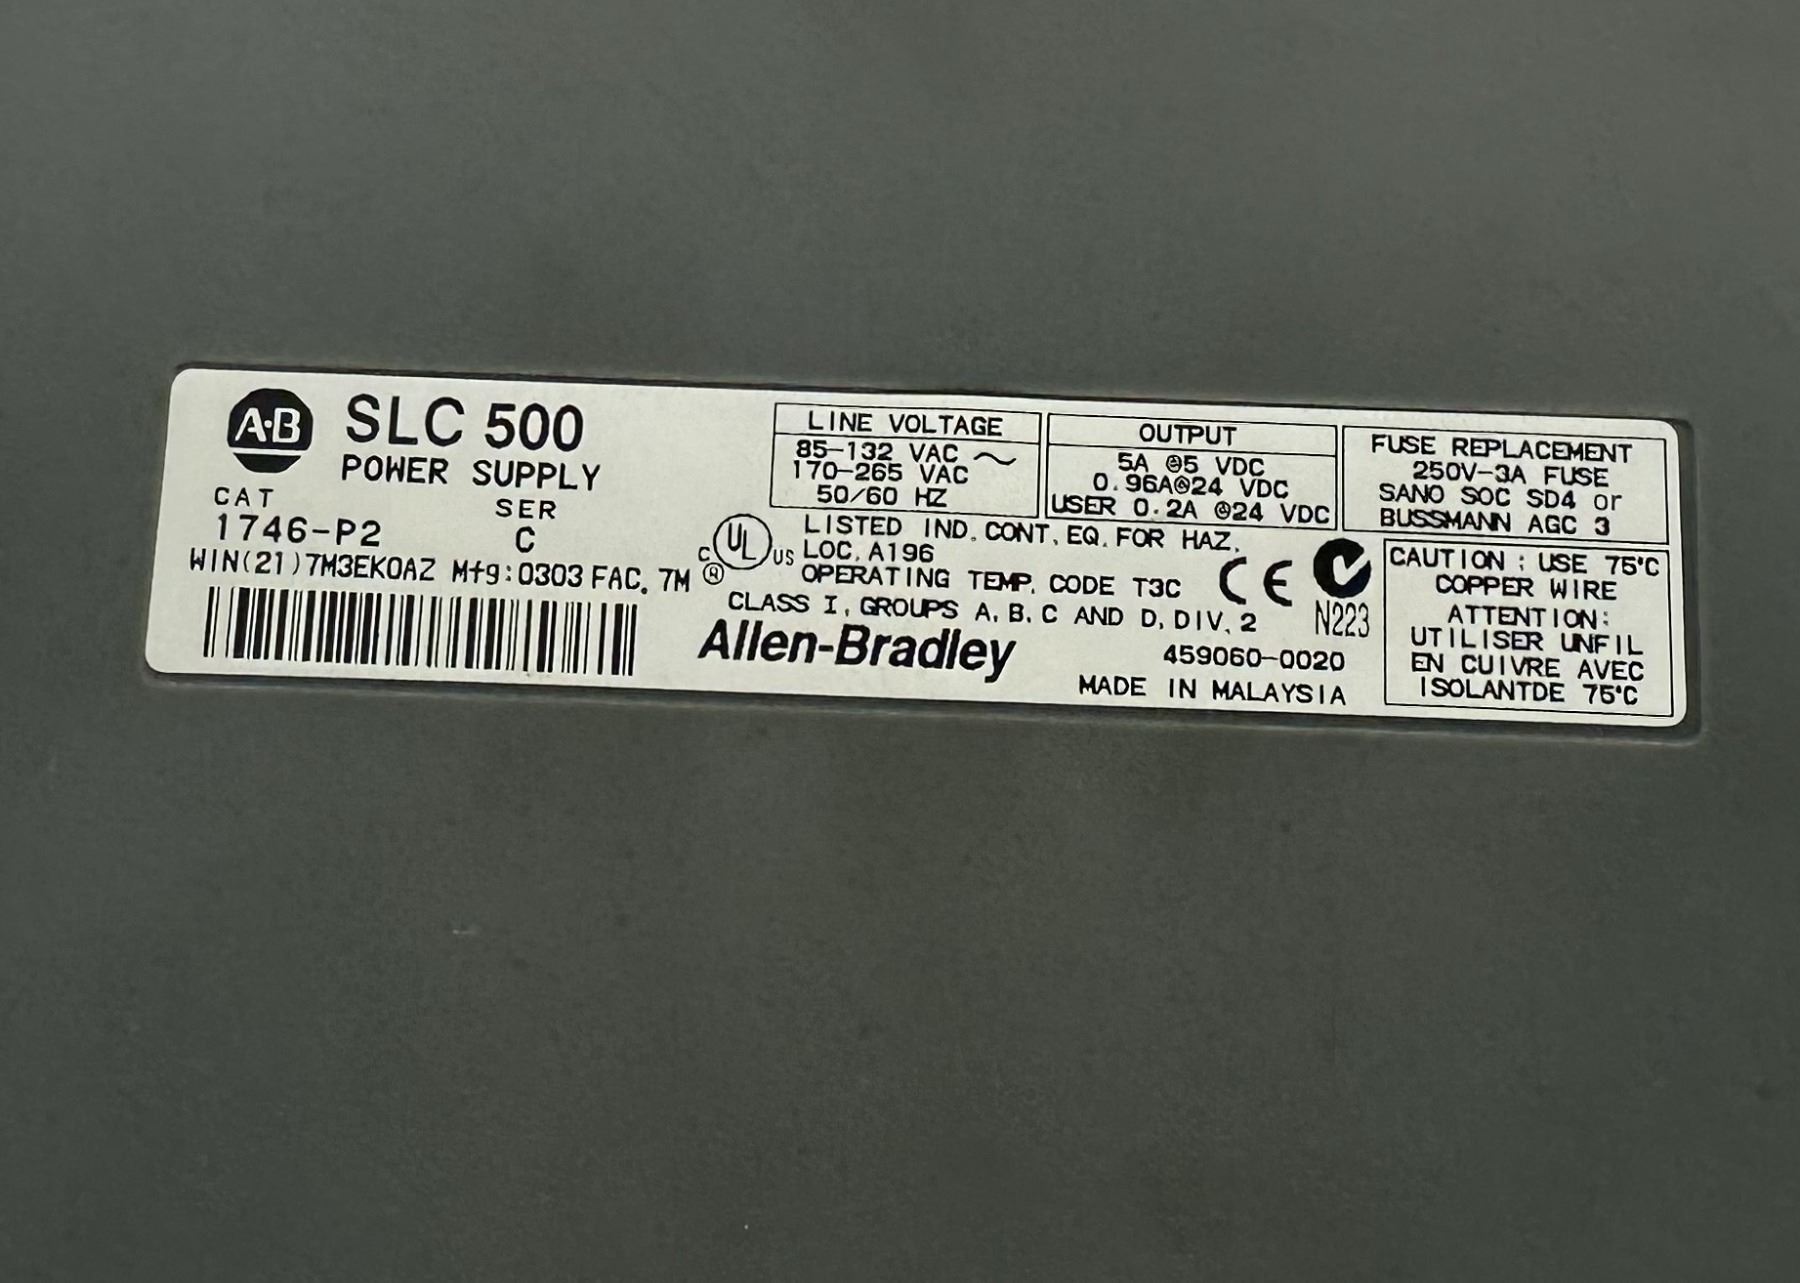 A·B SLC 500
POWER SUPPLY
CAT SER
1746-P2 C
WIN(21)7M3EK0AZ Mfg:0303 FAC. 7M
LINE VOLTAGE
85-132 VAC ~
170-265 VAC
50/60 HZ
OUTPUT
5A @5 VDC
0.96A@24 VDC
USER 0.2A @24 VDC
FUSE REPLACEMENT
250V-3A FUSE
SANO SOC SD4 or
BUSSMANN AGC 3
C UL US ®
LISTED IND. CONT. EQ. FOR HAZ.
LOC. A196
OPERATING TEMP. CODE T3C
CLASS I, GROUPS A, B, C AND D, DIV. 2
CE
N223
Allen-Bradley
459060-0020
MADE IN MALAYSIA
CAUTION : USE 75°C
COPPER WIRE
ATTENTION:
UTILISER UNFIL
EN CUIVRE AVEC
ISOLANTDE 75°C